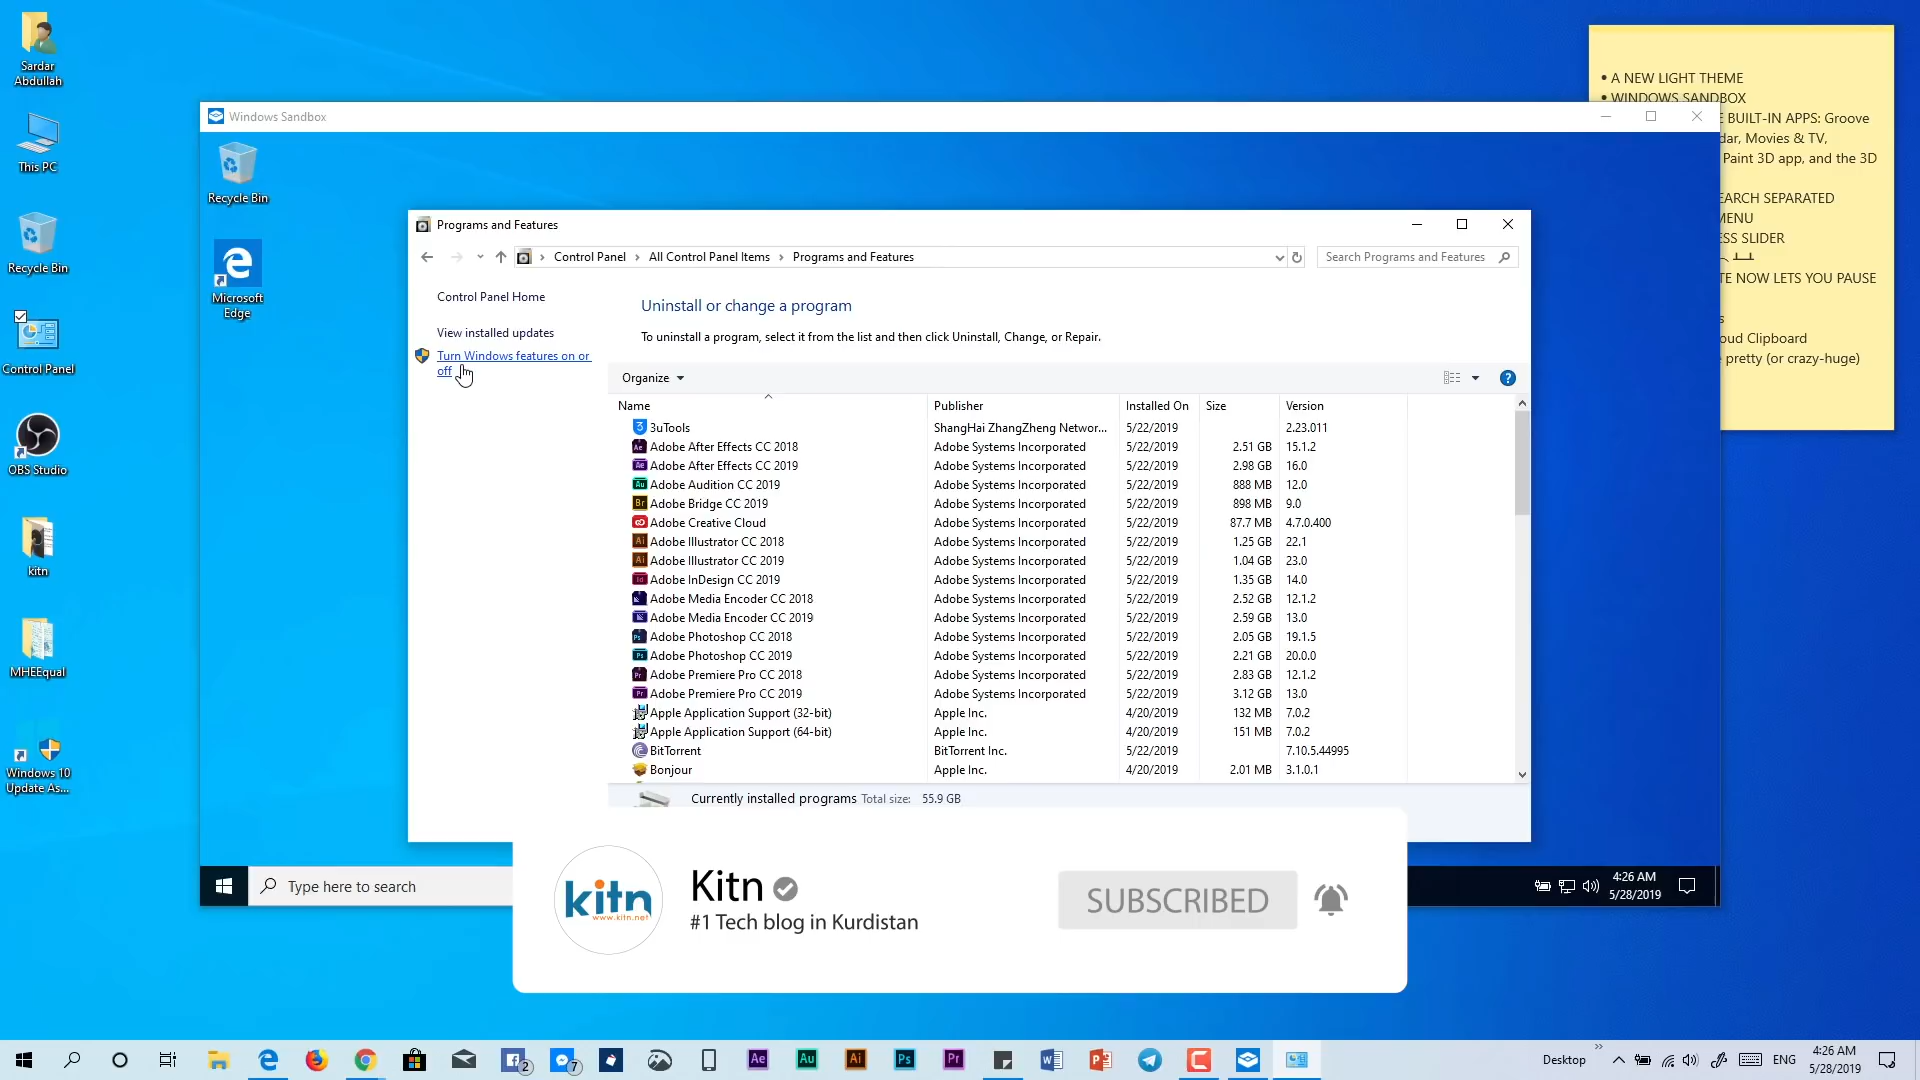 Sardar
Abdullah
This PC
Recycle Bin
Control Panel
OBS Studio
kitn
MHEEqual
Windows 10
Update As...
• A NEW LIGHT THEME
• WINDOWS SANDBOX
BUILT-IN APPS: Groove
dar, Movies & TV,
Paint 3D app, and the 3D
EARCH SEPARATED
MENU
ESS SLIDER
TE NOW LETS YOU PAUSE
s
oud Clipboard
pretty (or crazy-huge)
Windows Sandbox
Recycle Bin
Microsoft
Edge
Programs and Features
Control Panel > All Control Panel Items > Programs and Features
Search Programs and Features
Control Panel Home
View installed updates
Turn Windows features on or
off
Uninstall or change a program
To uninstall a program, select it from the list and then click Uninstall, Change, or Repair.
Organize
Name Publisher Installed On Size Version
3uTools ShangHai ZhangZheng Networ... 5/22/2019 2.23.011
Adobe After Effects CC 2018 Adobe Systems Incorporated 5/22/2019 2.51 GB 15.1.2
Adobe After Effects CC 2019 Adobe Systems Incorporated 5/22/2019 2.98 GB 16.0
Adobe Audition CC 2019 Adobe Systems Incorporated 5/22/2019 888 MB 12.0
Adobe Bridge CC 2019 Adobe Systems Incorporated 5/22/2019 898 MB 9.0
Adobe Creative Cloud Adobe Systems Incorporated 5/22/2019 87.7 MB 4.7.0.400
Adobe Illustrator CC 2018 Adobe Systems Incorporated 5/22/2019 1.25 GB 22.1
Adobe Illustrator CC 2019 Adobe Systems Incorporated 5/22/2019 1.04 GB 23.0
Adobe InDesign CC 2019 Adobe Systems Incorporated 5/22/2019 1.35 GB 14.0
Adobe Media Encoder CC 2018 Adobe Systems Incorporated 5/22/2019 2.52 GB 12.1.2
Adobe Media Encoder CC 2019 Adobe Systems Incorporated 5/22/2019 2.59 GB 13.0
Adobe Photoshop CC 2018 Adobe Systems Incorporated 5/22/2019 2.05 GB 19.1.5
Adobe Photoshop CC 2019 Adobe Systems Incorporated 5/22/2019 2.21 GB 20.0.0
Adobe Premiere Pro CC 2018 Adobe Systems Incorporated 5/22/2019 2.83 GB 12.1.2
Adobe Premiere Pro CC 2019 Adobe Systems Incorporated 5/22/2019 3.12 GB 13.0
Apple Application Support (32-bit) Apple Inc. 4/20/2019 132 MB 7.0.2
Apple Application Support (64-bit) Apple Inc. 4/20/2019 151 MB 7.0.2
BitTorrent BitTorrent Inc. 5/22/2019 7.10.5.44995
Bonjour Apple Inc. 4/20/2019 2.01 MB 3.1.0.1
Currently installed programs Total size: 55.9 GB
Type here to search
4:26 AM
5/28/2019
kitn
www.kitn.net
Kitn
#1 Tech blog in Kurdistan
SUBSCRIBED
2
7
Ae Au Ai Ps Pr
Desktop
ENG
4:26 AM
5/28/2019